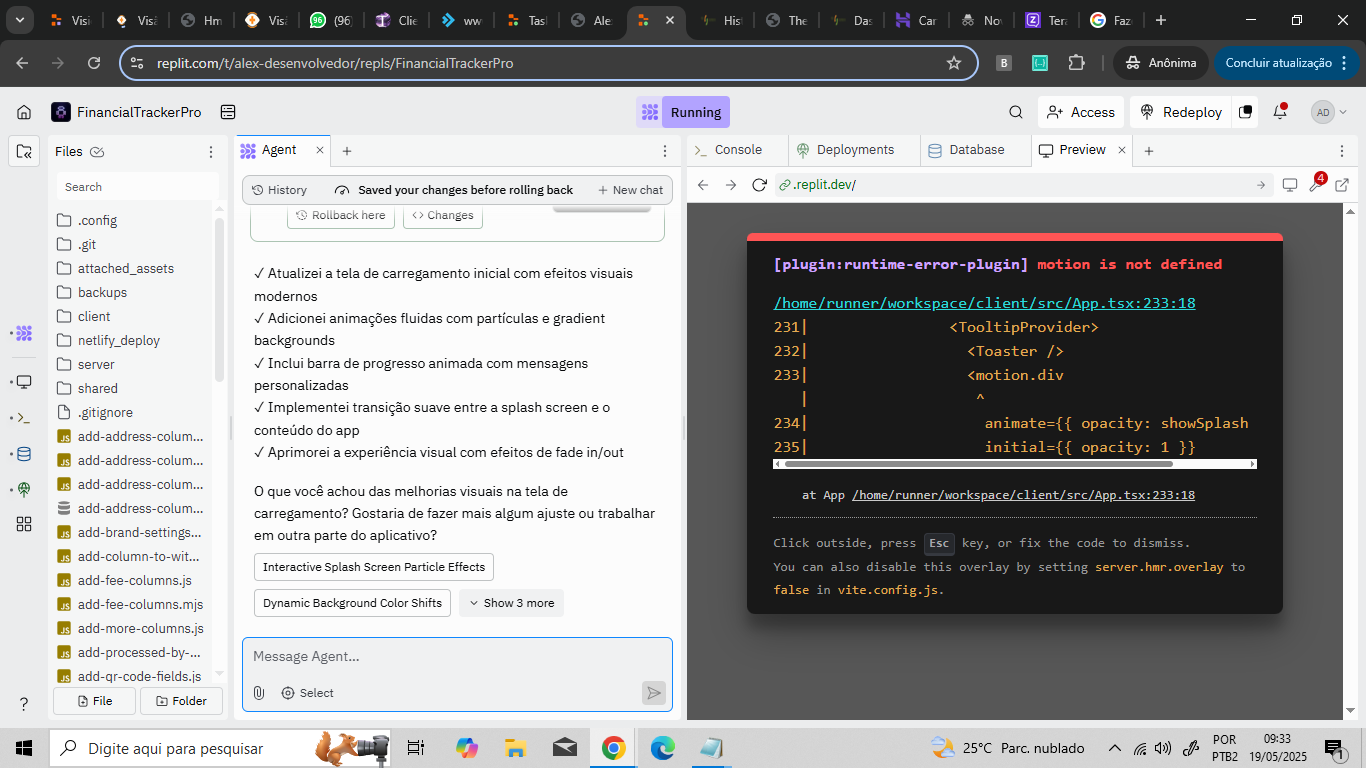 Visi
Visã
Hm
Visã
(96)
Clie
ww
Tas
Ale
His
The
Das
Car
No
Tera
Faz
replit.com/t/alex-desenvolvedor/repls/FinancialTrackerPro
B
Anônima
Concluir atualização
FinancialTrackerPro
Running
Access
Redeploy
AD
Files
Agent
Console
Deployments
Database
Preview
Search
History
Saved your changes before rolling back
New chat
.replit.dev/
4
Rollback here
Changes
.config
.git
attached_assets
backups
client
netlify_deploy
server
shared
.gitignore
add-address-colum...
add-address-colum...
add-address-colum...
add-address-colum...
add-brand-settings...
add-column-to-wit...
add-fee-columns.js
add-fee-columns.mjs
add-more-columns.js
add-processed-by-...
add-qr-code-fields.js
File
Folder
✓ Atualizei a tela de carregamento inicial com efeitos visuais
modernos
✓ Adicionei animações fluidas com partículas e gradient
backgrounds
✓ Inclui barra de progresso animada com mensagens
personalizadas
✓ Implementei transição suave entre a splash screen e o
conteúdo do app
✓ Aprimorei a experiência visual com efeitos de fade in/out
O que você achou das melhorias visuais na tela de
carregamento? Gostaria de fazer mais algum ajuste ou trabalhar
em outra parte do aplicativo?
Interactive Splash Screen Particle Effects
Dynamic Background Color Shifts
Show 3 more
Message Agent...
Select
[plugin:runtime-error-plugin] motion is not defined
/home/runner/workspace/client/src/App.tsx:233:18
231| <TooltipProvider>
232| <Toaster />
233| <motion.div
| ^
234| animate={{ opacity: showSplash
235| initial={{ opacity: 1 }}
at App /home/runner/workspace/client/src/App.tsx:233:18
Click outside, press Esc key, or fix the code to dismiss.
You can also disable this overlay by setting server.hmr.overlay to
false in vite.config.js.
Digite aqui para pesquisar
25°C Parc. nublado
POR
PTB2
09:33
19/05/2025
1